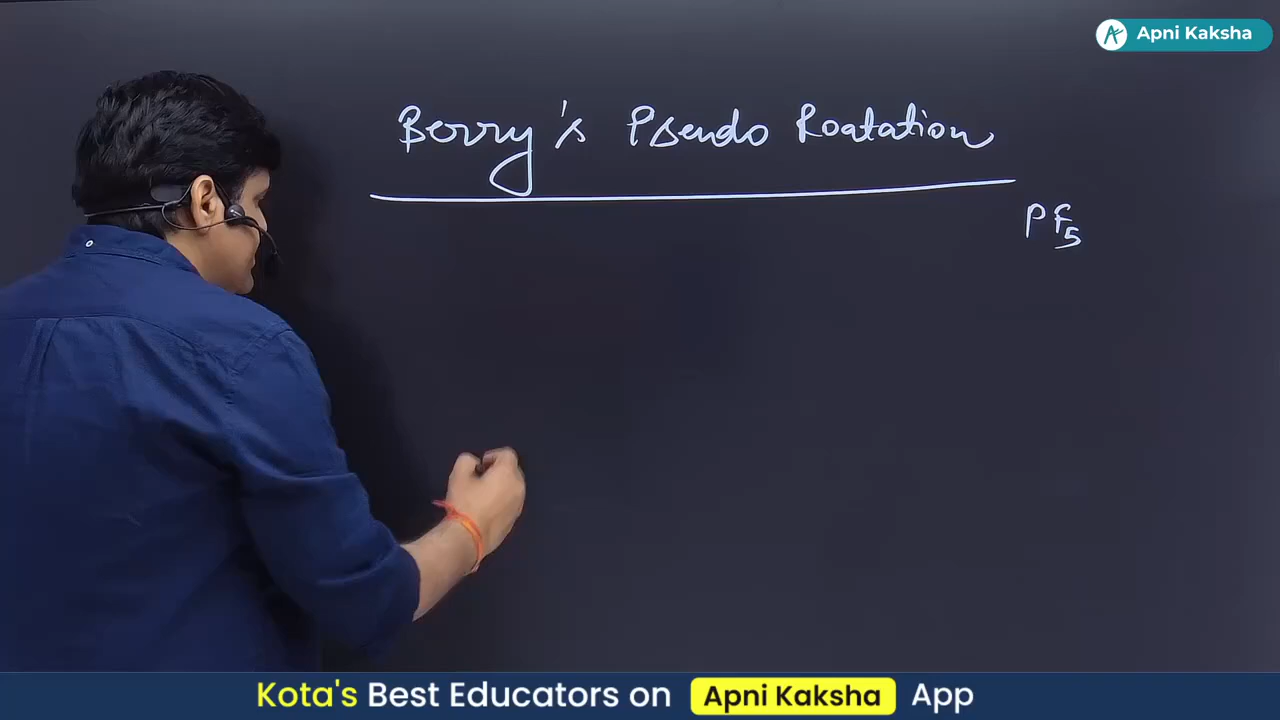 Apni Kaksha
Berry's Pseudo Roatation
PF5
Kota's Best Educators on Apni Kaksha App